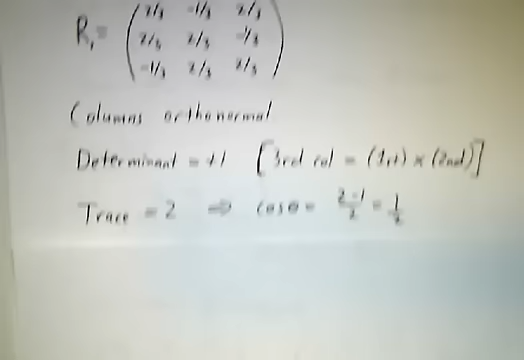 R₁ = ( 2/3 -1/3 2/3
2/3 2/3 -1/3
-1/3 2/3 2/3 )
Columns orthonormal
Determinant = +1 [3rd col = (1st) × (2nd)]
Trace = 2 ⇒ cos θ = (2-1)/2 = 1/2